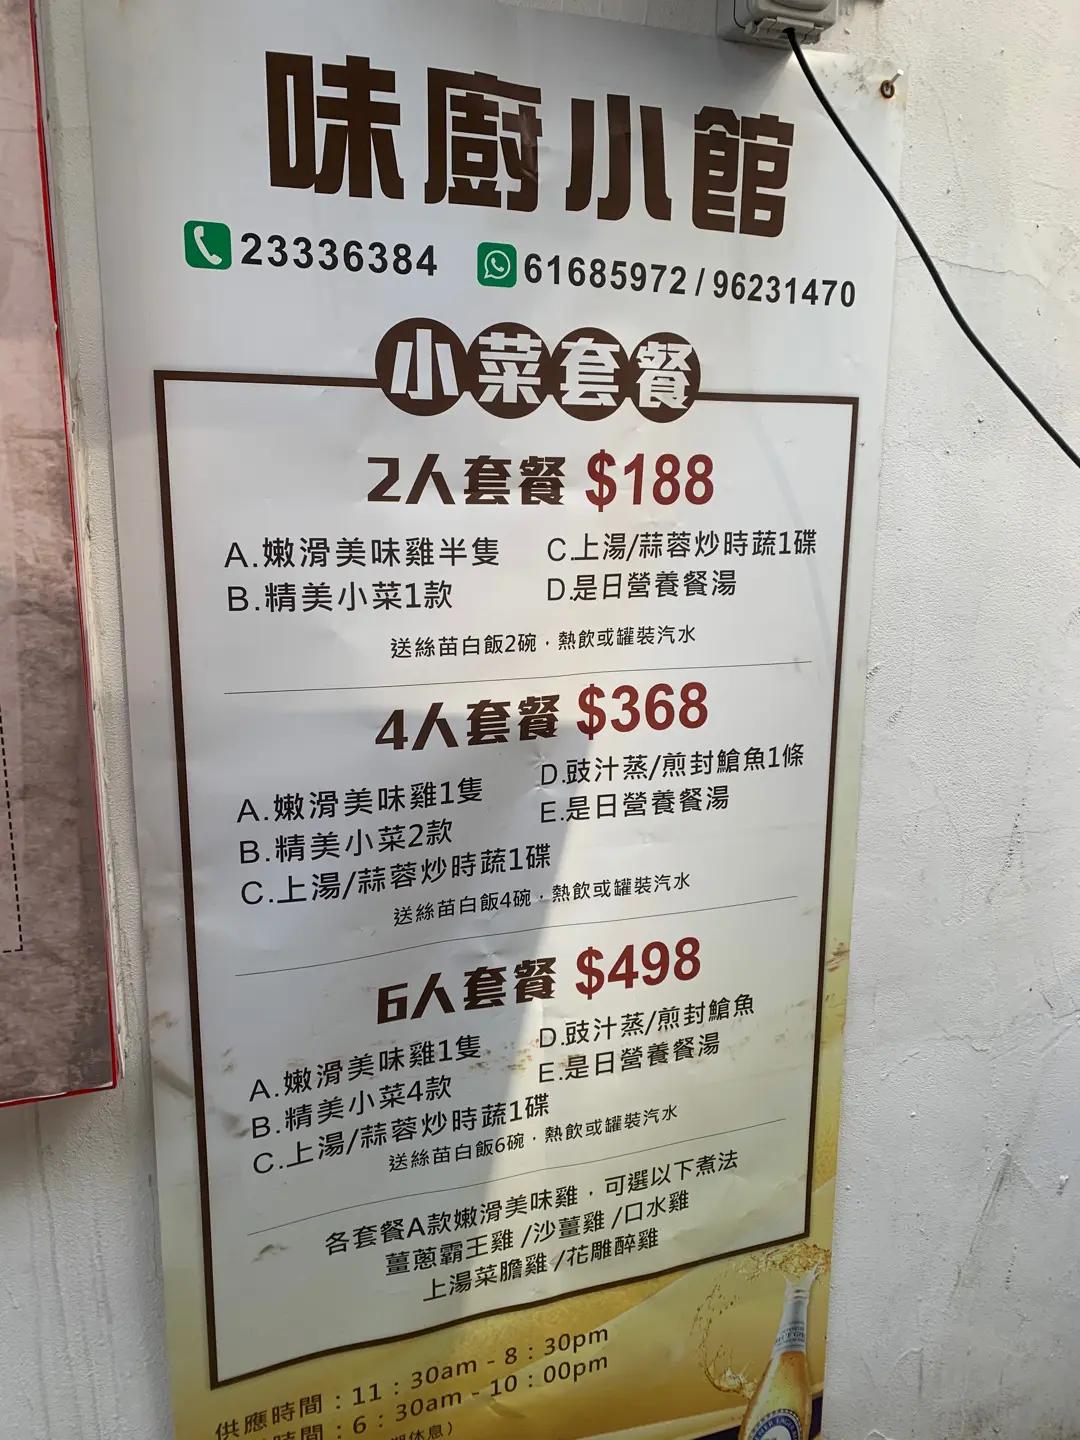 味廚小館
23336384 61685972 / 96231470
小菜套餐
2人套餐 $188
A.嫩滑美味雞半隻
B.精美小菜1款
C.上湯/蒜蓉炒時蔬1碟
D.是日營養餐湯
送絲苗白飯2碗，熱飲或罐裝汽水
4人套餐 $368
A.嫩滑美味雞1隻
B.精美小菜2款
C.上湯/蒜蓉炒時蔬1碟
D.豉汁蒸/煎封鱠魚1條
E.是日營養餐湯
送絲苗白飯4碗，熱飲或罐裝汽水
6人套餐 $498
A.嫩滑美味雞1隻
B.精美小菜4款
C.上湯/蒜蓉炒時蔬1碟
D.豉汁蒸/煎封鱠魚
E.是日營養餐湯
送絲苗白飯6碗，熱飲或罐裝汽水
各套餐A款嫩滑美味雞，可選以下煮法
薑蔥霸王雞 /沙薑雞 /口水雞
上湯菜膽雞 /花雕醉雞
供應時間：11：30am - 8：30pm
時間：6：30am - 10：00pm
休息）